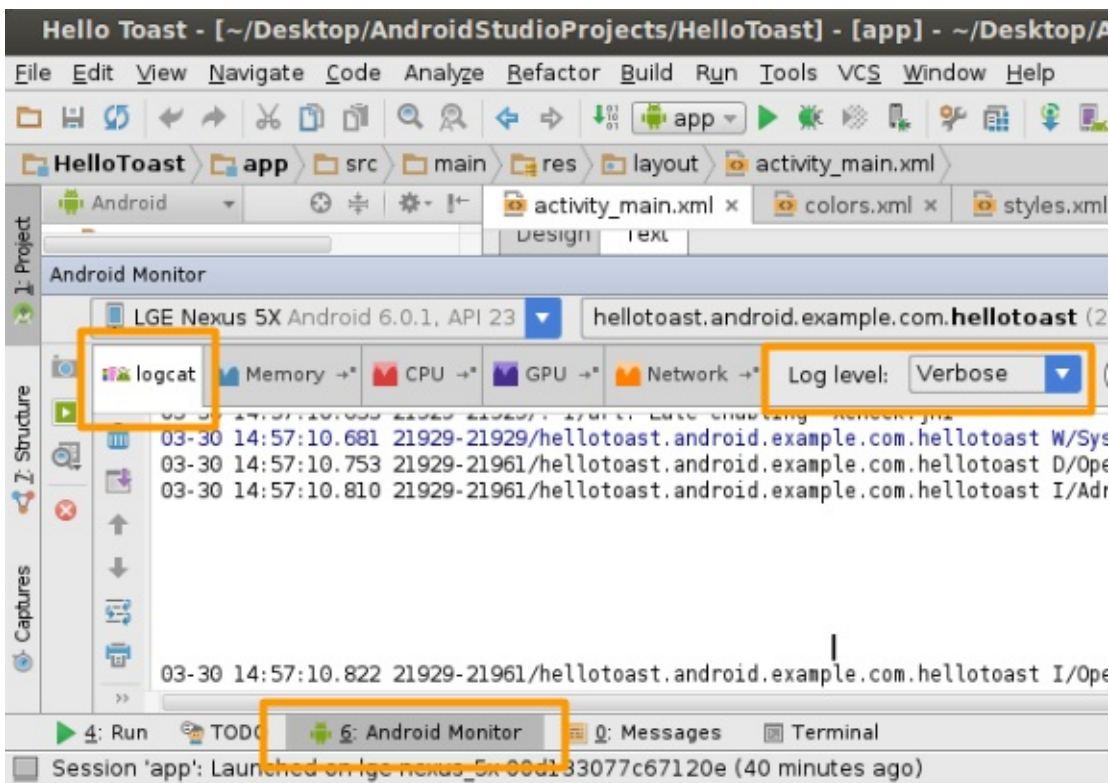 Hello Toast - [~/Desktop/AndroidStudioProjects/HelloToast] - [app] - ~/Desktop/A
File Edit View Navigate Code Analyze Refactor Build Run Tools VCS Window Help
app
HelloToast app src main res layout activity_main.xml
1: Project
Android activity_main.xml × colors.xml × styles.xml
Design Text
Android Monitor
LGE Nexus 5X Android 6.0.1, API 23 hellotoast.android.example.com.hellotoast (2
logcat Memory CPU GPU Network Log level: Verbose
7: Structure
03-30 14:57:10.681 21929-21929/hellotoast.android.example.com.hellotoast W/Sys
03-30 14:57:10.753 21929-21961/hellotoast.android.example.com.hellotoast D/Ope
03-30 14:57:10.810 21929-21961/hellotoast.android.example.com.hellotoast I/Adr
Captures
03-30 14:57:10.822 21929-21961/hellotoast.android.example.com.hellotoast I/Ope
4: Run TODO 6: Android Monitor 0: Messages Terminal
Session 'app': Launched on lge-nexus_5x (40 minutes ago)